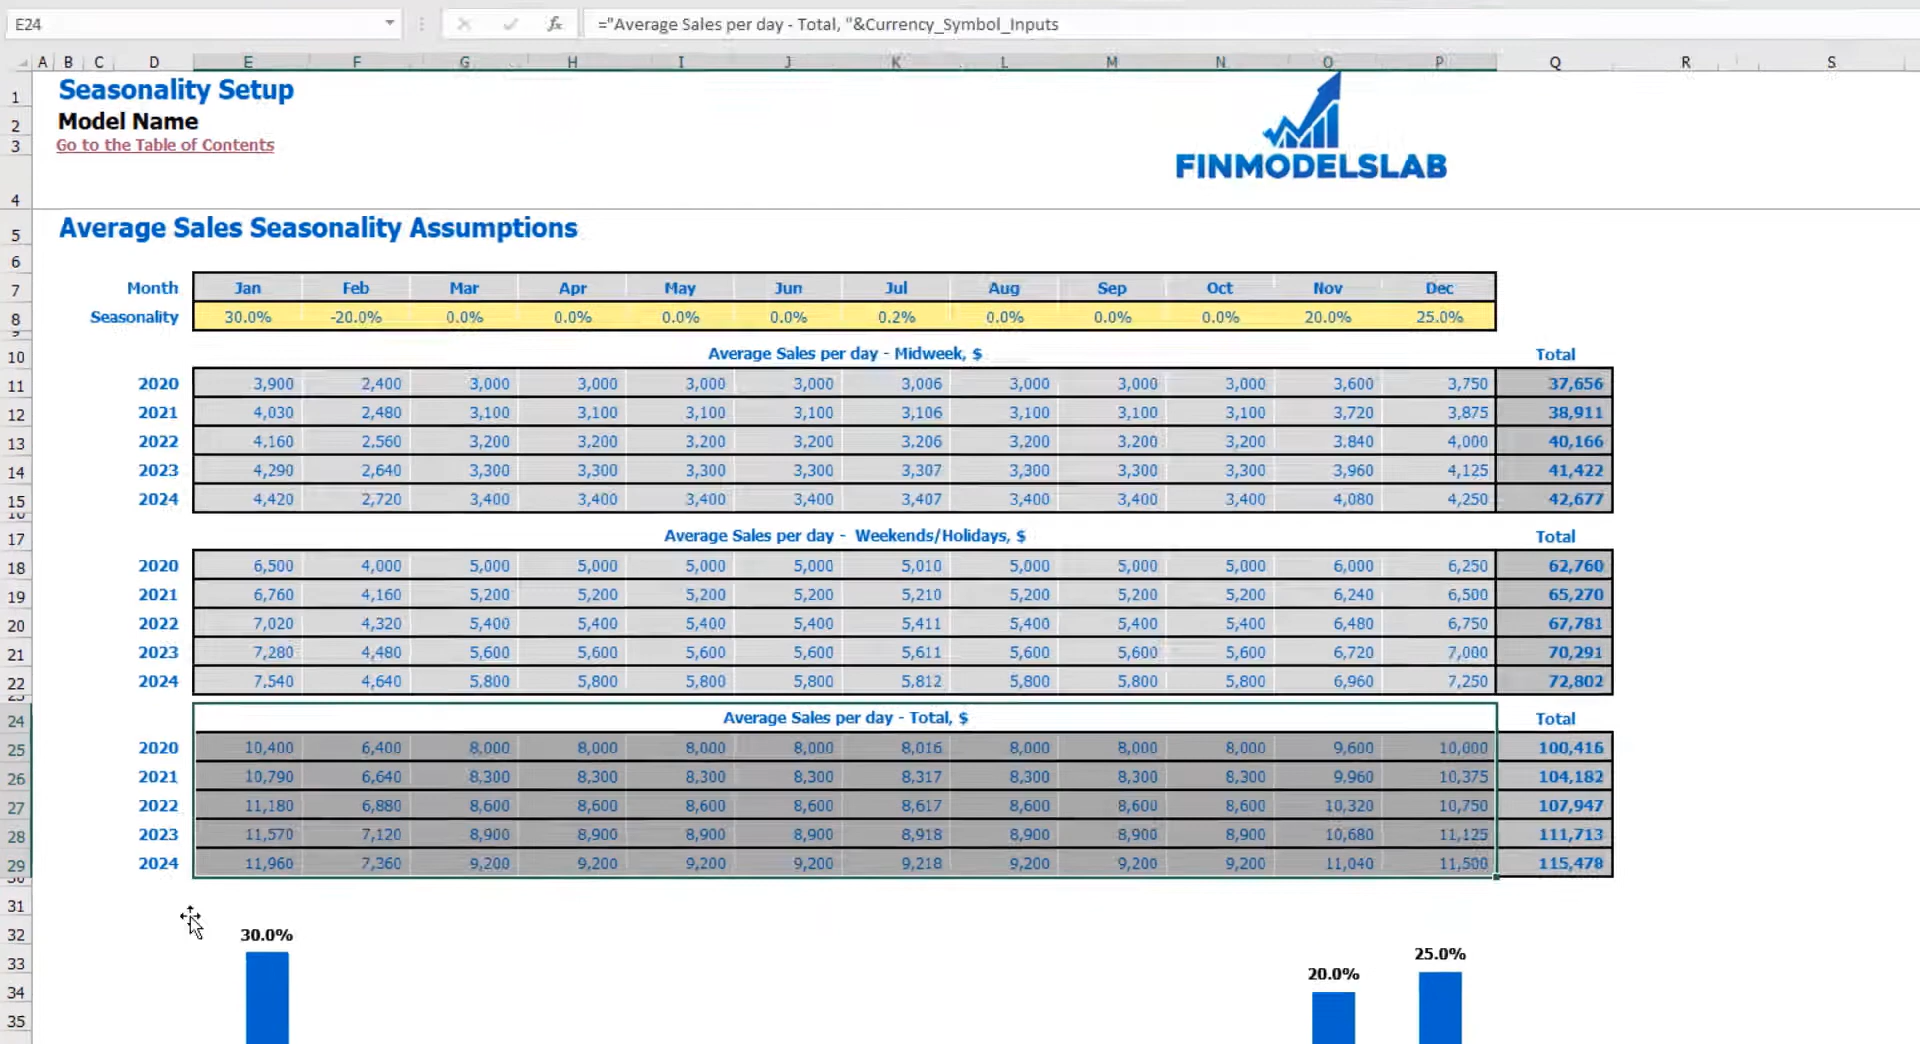 E24 fx ="Average Sales per day - Total, "&Currency_Symbol_Inputs
A B C D E F G H I J K L M N O P Q R S
1 Seasonality Setup
2 Model Name
3 Go to the Table of Contents
FINMODELSLAB
4
5 Average Sales Seasonality Assumptions
6
7 Month Jan Feb Mar Apr May Jun Jul Aug Sep Oct Nov Dec
8 Seasonality 30.0% -20.0% 0.0% 0.0% 0.0% 0.0% 0.2% 0.0% 0.0% 0.0% 20.0% 25.0%
9
10 Average Sales per day - Midweek, $ Total
11 2020 3,900 2,400 3,000 3,000 3,000 3,000 3,006 3,000 3,000 3,000 3,600 3,750 37,656
12 2021 4,030 2,480 3,100 3,100 3,100 3,100 3,106 3,100 3,100 3,100 3,720 3,875 38,911
13 2022 4,160 2,560 3,200 3,200 3,200 3,200 3,206 3,200 3,200 3,200 3,840 4,000 40,166
14 2023 4,290 2,640 3,300 3,300 3,300 3,300 3,307 3,300 3,300 3,300 3,960 4,125 41,422
15 2024 4,420 2,720 3,400 3,400 3,400 3,400 3,407 3,400 3,400 3,400 4,080 4,250 42,677
16
17 Average Sales per day - Weekends/Holidays, $ Total
18 2020 6,500 4,000 5,000 5,000 5,000 5,000 5,010 5,000 5,000 5,000 6,000 6,250 62,760
19 2021 6,760 4,160 5,200 5,200 5,200 5,200 5,210 5,200 5,200 5,200 6,240 6,500 65,270
20 2022 7,020 4,320 5,400 5,400 5,400 5,400 5,411 5,400 5,400 5,400 6,480 6,750 67,781
21 2023 7,280 4,480 5,600 5,600 5,600 5,600 5,611 5,600 5,600 5,600 6,720 7,000 70,291
22 2024 7,540 4,640 5,800 5,800 5,800 5,800 5,812 5,800 5,800 5,800 6,960 7,250 72,802
23
24 Average Sales per day - Total, $ Total
25 2020 10,400 6,400 8,000 8,000 8,000 8,000 8,016 8,000 8,000 8,000 9,600 10,000 100,416
26 2021 10,790 6,640 8,300 8,300 8,300 8,300 8,317 8,300 8,300 8,300 9,960 10,375 104,182
27 2022 11,180 6,880 8,600 8,600 8,600 8,600 8,617 8,600 8,600 8,600 10,320 10,750 107,947
28 2023 11,570 7,120 8,900 8,900 8,900 8,900 8,918 8,900 8,900 8,900 10,680 11,125 111,713
29 2024 11,960 7,360 9,200 9,200 9,200 9,200 9,218 9,200 9,200 9,200 11,040 11,500 115,478
30
31
32 30.0%
33 20.0% 25.0%
34
35